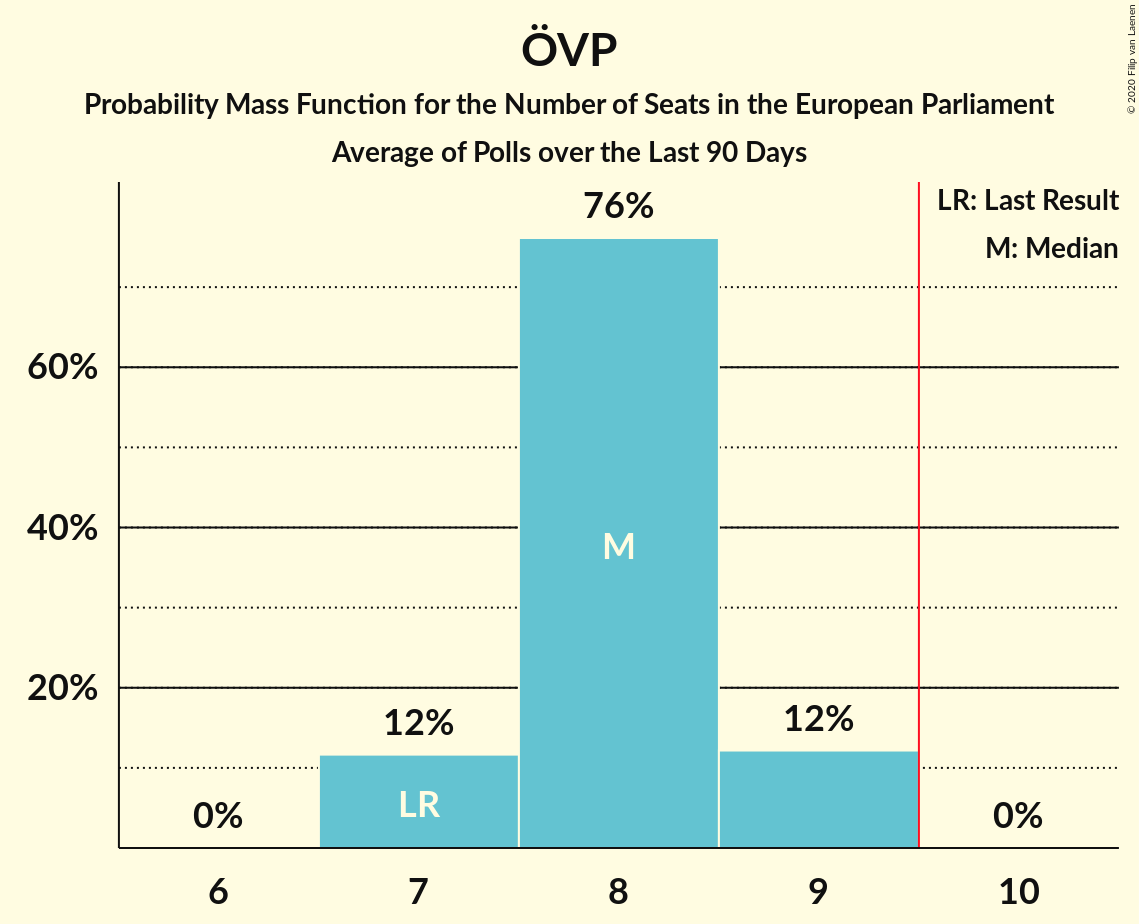 ÖVP
Probability Mass Function for the Number of Seats in the European Parliament
Average of Polls over the Last 90 Days
© 2020 Filip van Laenen
LR: Last Result
M: Median
76%
60%
40%
M
20%
12%
12%
LR
0%
0%
6
7
8
9
10